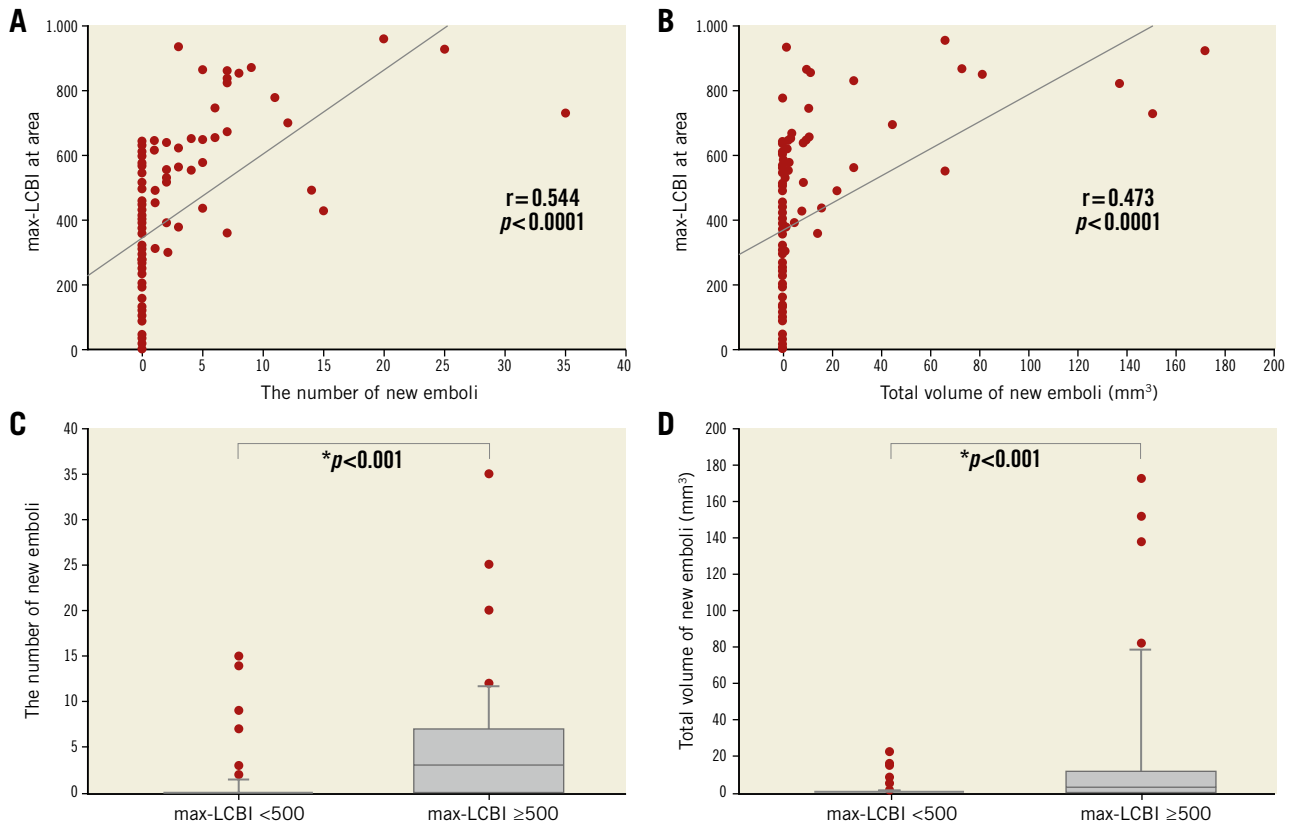 A
max-LCBI at area
1.000
800
600
400
200
0
r=0.544
p<0.0001
0 5 10 15 20 25 30 35 40
The number of new emboli
B
max-LCBI at area
1.000
800
600
400
200
0
r=0.473
p<0.0001
0 20 40 60 80 100 120 140 160 180 200
Total volume of new emboli (mm³)
C
The number of new emboli
40
35
30
25
20
15
10
5
0
*p<0.001
max-LCBI <500 max-LCBI ≥500
D
Total volume of new emboli (mm³)
200
180
160
140
120
100
80
60
40
20
0
*p<0.001
max-LCBI <500 max-LCBI ≥500